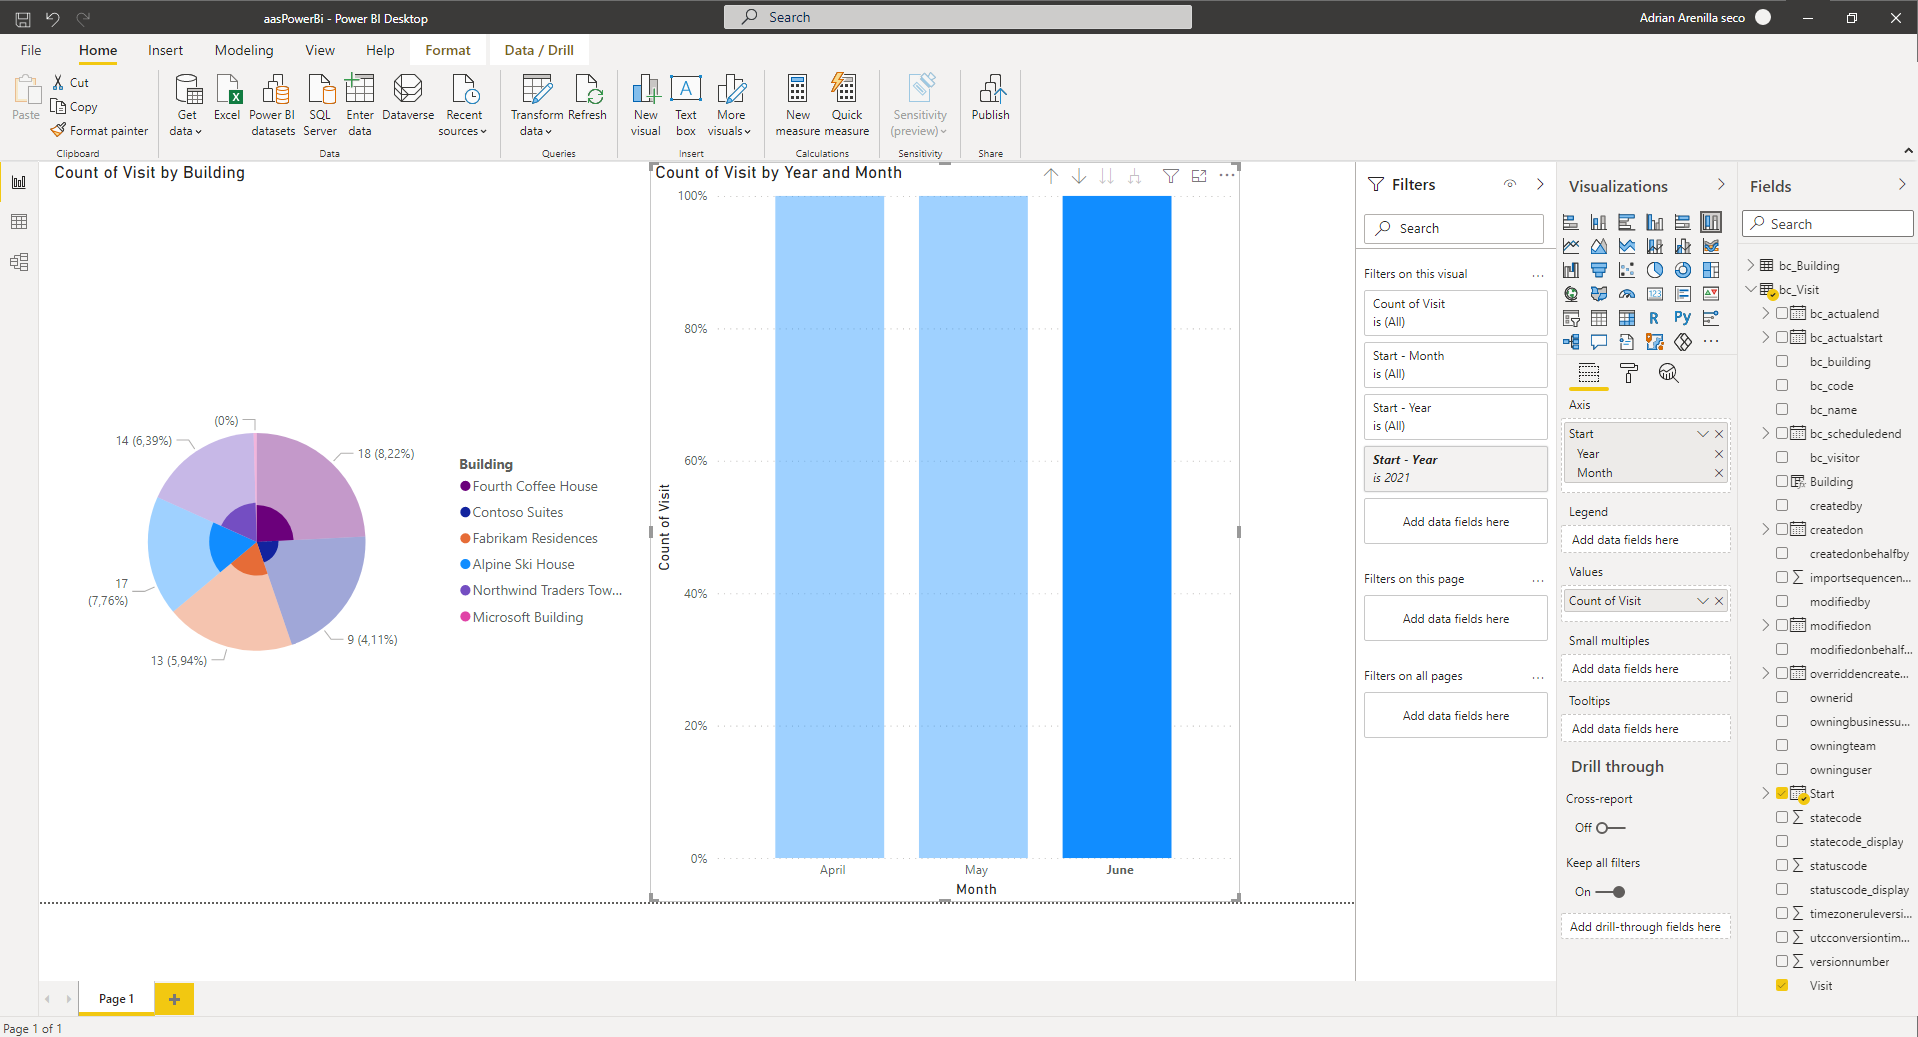 aasPowerBi - Power BI Desktop
Search
Adrian Arenilla seco
File
Home
Insert
Modeling
View
Help
Format
Data / Drill
Paste
Cut
Copy
Format painter
Clipboard
Get
data
Excel
Power BI
datasets
SQL
Server
Enter
data
Dataverse
Recent
sources
Data
Transform
data
Refresh
Queries
New
visual
Text
box
More
visuals
Insert
New
measure
Quick
measure
Calculations
Sensitivity
(preview)
Sensitivity
Publish
Share
Count of Visit by Building
(0%)
14 (6,39%)
18 (8,22%)
17
(7,76%)
9 (4,11%)
13 (5,94%)
Building
Fourth Coffee House
Contoso Suites
Fabrikam Residences
Alpine Ski House
Northwind Traders Tow...
Microsoft Building
Count of Visit by Year and Month
100%
80%
60%
40%
20%
0%
Count of Visit
April
May
June
Month
Filters
Search
Filters on this visual
Count of Visit
is (All)
Start - Month
is (All)
Start - Year
is (All)
Start - Year
is 2021
Add data fields here
Filters on this page
Add data fields here
Filters on all pages
Add data fields here
Visualizations
123
R
Py
Axis
Start
Year
Month
Legend
Add data fields here
Values
Count of Visit
Small multiples
Add data fields here
Tooltips
Add data fields here
Drill through
Cross-report
Off
Keep all filters
On
Add drill-through fields here
Fields
Search
bc_Building
bc_Visit
bc_actualend
bc_actualstart
bc_building
bc_code
bc_name
bc_scheduledend
bc_visitor
Building
createdby
createdon
createdonbehalfby
importsequencen...
modifiedby
modifiedon
modifiedonbehalf...
overriddencreate...
ownerid
owningbusinessu...
owningteam
owninguser
Start
statecode
statecode_display
statuscode
statuscode_display
timezoneruleversi...
utcconversiontim...
versionnumber
Visit
Page 1
Page 1 of 1